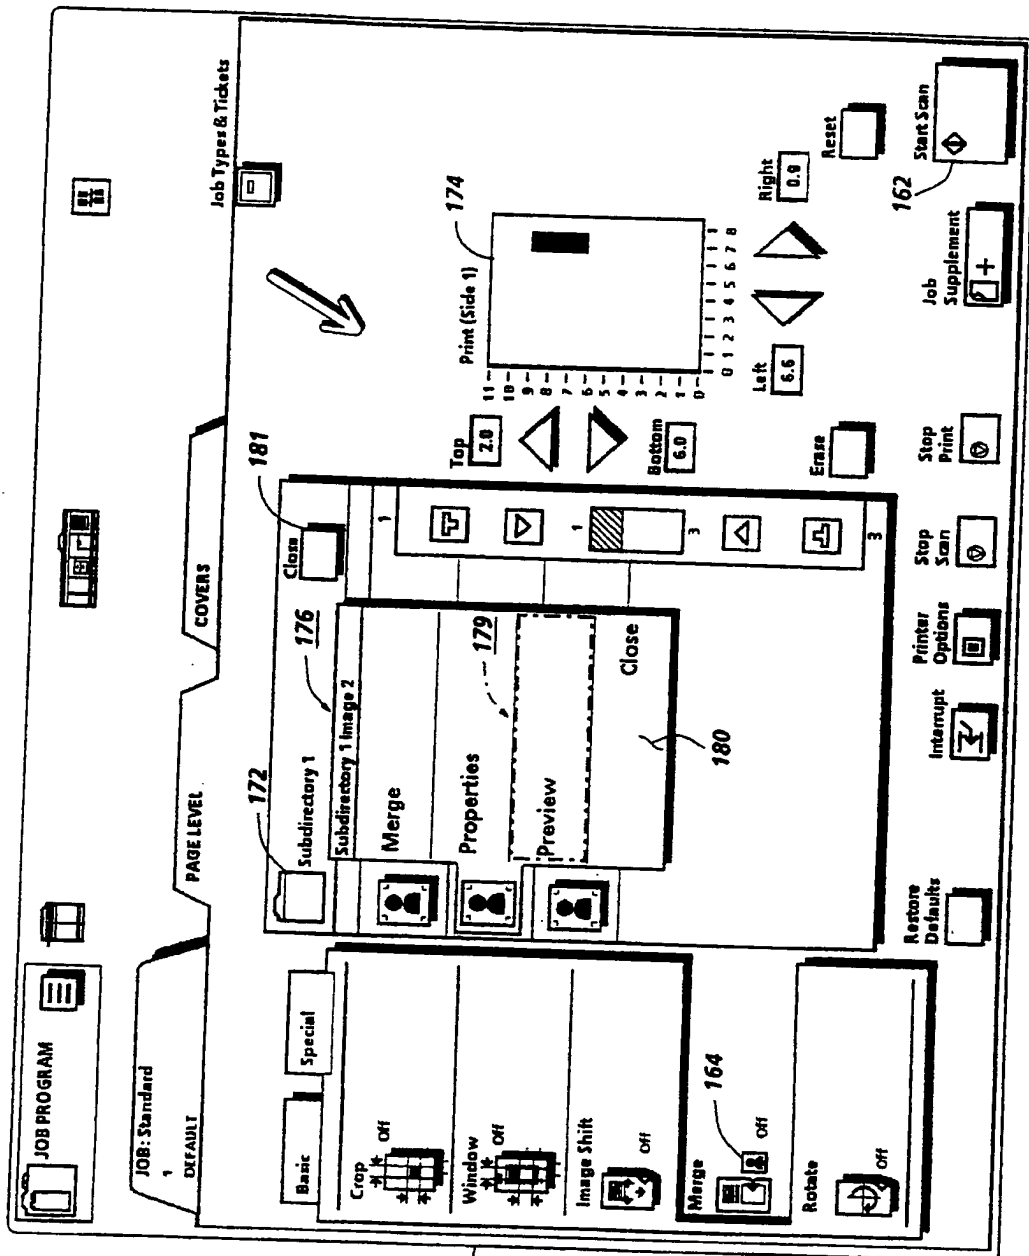 JOB PROGRAM
Job Types & Tickets
JOB: Standard
1
DEFAULT
PAGE LEVEL
COVERS
Basic
Special
Crop
Off
Window
Off
Image Shift
Off
Merge
Off
164
Rotate
Off
172
Subdirectory 1
176
Close
181
Subdirectory 1 Image 2
Merge
Properties
179
Preview
Close
180
1
1
3
3
Print (Side 1)
174
11
10
9
8
7
6
5
4
3
2
1
0
0 1 2 3 4 5 6 7 8
Top
2.0
Bottom
6.0
Left
6.6
Right
0.9
Erase
Reset
Restore
Defaults
Interrupt
Printer
Options
Stop
Scan
Stop
Print
Job
Supplement
Start Scan
162